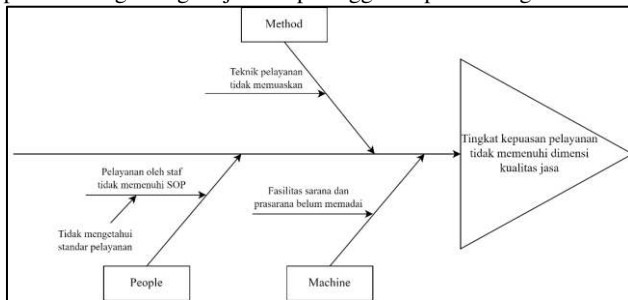 Method
Teknik pelayanan
tidak memuaskan
Tingkat kepuasan pelayanan
tidak memenuhi dimensi
kualitas jasa
Pelayanan oleh staf
tidak memenuhi SOP
Fasilitas sarana dan
prasarana belum memadai
Tidak mengetahui
standar pelayanan
People
Machine